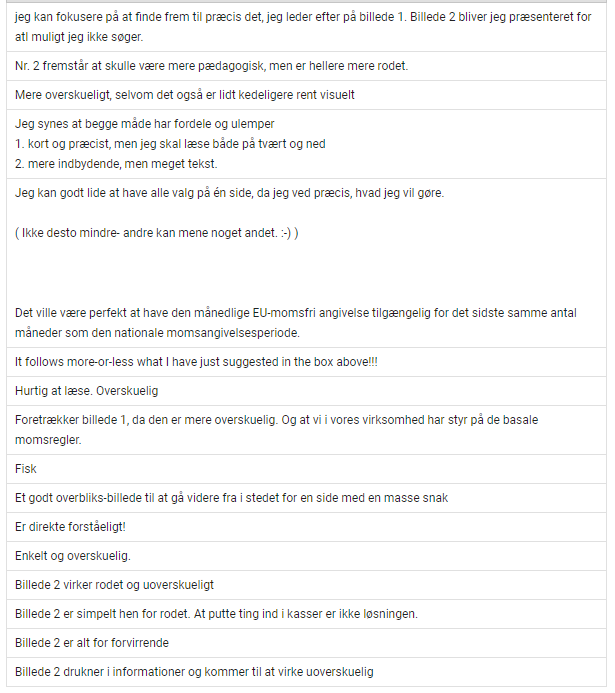 jeg kan fokusere på at finde frem til præcis det, jeg leder efter på billede 1. Billede 2 bliver jeg præsenteret for
atl muligt jeg ikke søger.
Nr. 2 fremstår at skulle være mere pædagogisk, men er hellere mere rodet.
Mere overskueligt, selvom det også er lidt kedeligere rent visuelt
Jeg synes at begge måde har fordele og ulemper
1. kort og præcist, men jeg skal læse både på tvært og ned
2. mere indbydende, men meget tekst.
Jeg kan godt lide at have alle valg på én side, da jeg ved præcis, hvad jeg vil gøre.
( Ikke desto mindre- andre kan mene noget andet. :-) )
Det ville være perfekt at have den månedlige EU-momsfri angivelse tilgængelig for det sidste samme antal
måneder som den nationale momsangivelsesperiode.
It follows more-or-less what I have just suggested in the box above!!!
Hurtig at læse. Overskuelig
Foretrækker billede 1, da den er mere overskuelig. Og at vi i vores virksomhed har styr på de basale
momsregler.
Fisk
Et godt overbliks-billede til at gå videre fra i stedet for en side med en masse snak
Er direkte forståeligt!
Enkelt og overskuelig.
Billede 2 virker rodet og uoverskueligt
Billede 2 er simpelt hen for rodet. At putte ting ind i kasser er ikke løsningen.
Billede 2 er alt for forvirrende
Billede 2 drukner i informationer og kommer til at virke uoverskuelig